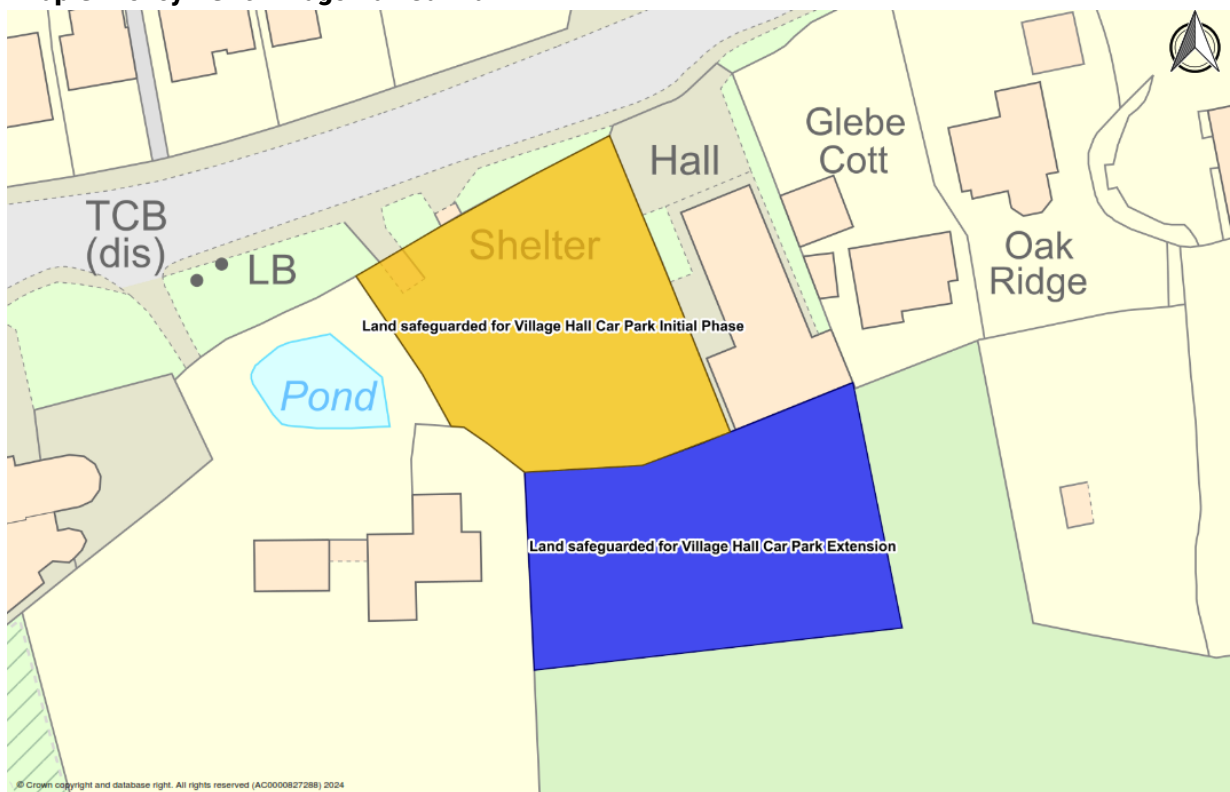 Hall
Glebe
Cott
TCB
(dis)
Shelter
Oak
Ridge
LB
Land safeguarded for Village Hall Car Park Initial Phase
Pond
Land safeguarded for Village Hall Car Park Extension
© Crown copyright and database right. All rights reserved (AC0000827288) 2024